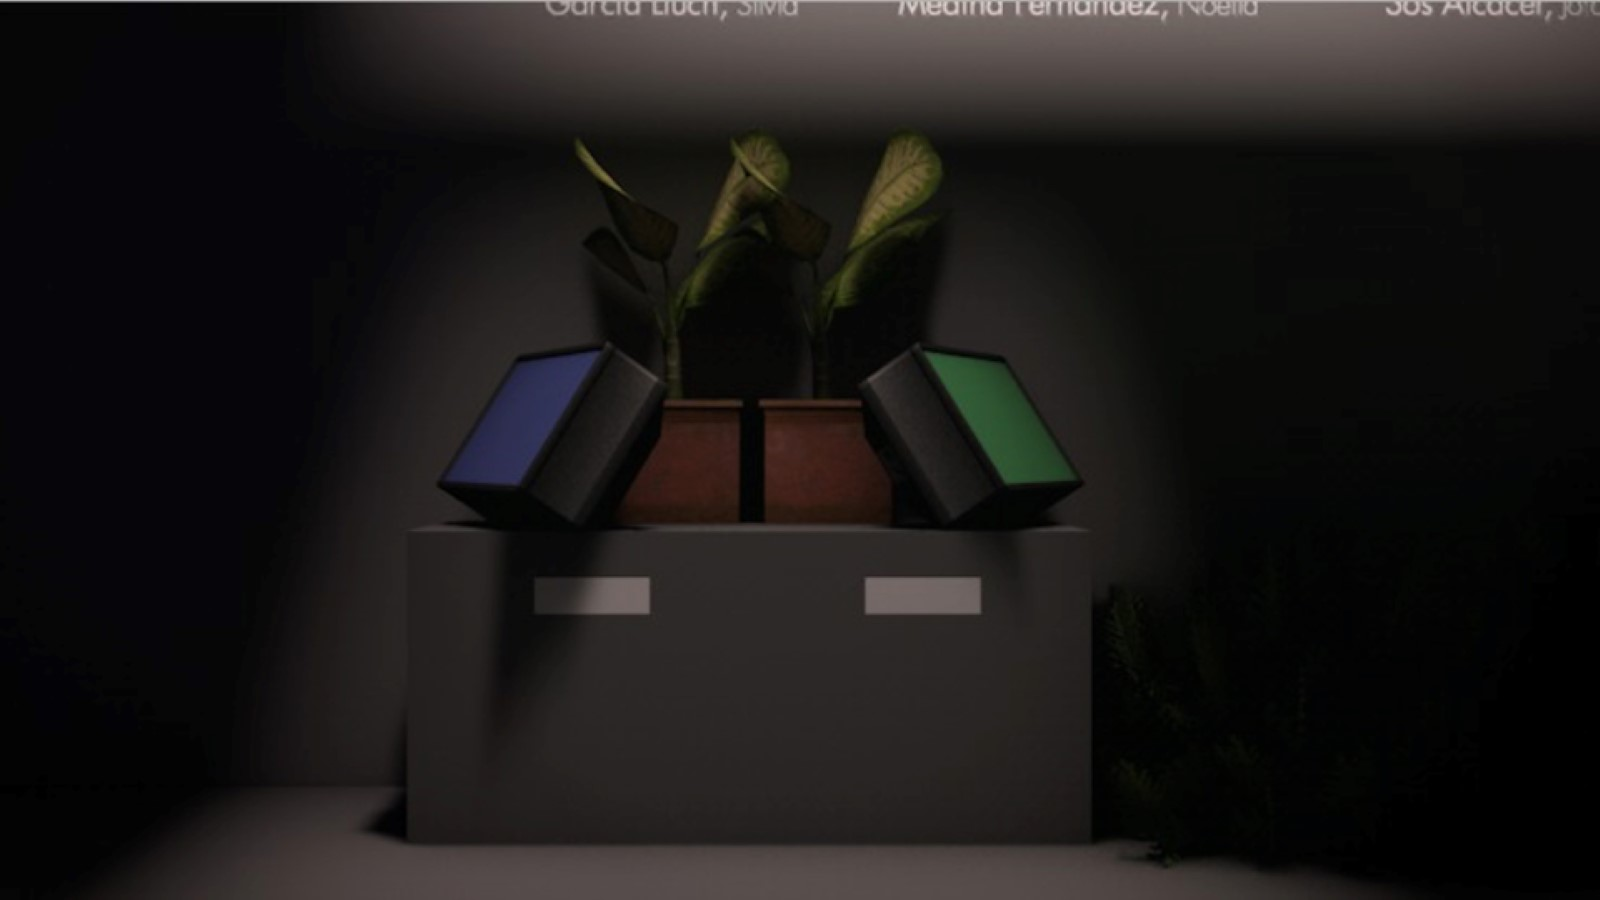 García Lluch, Silvia Medina Fernández, Noelia Sos Alcácer,